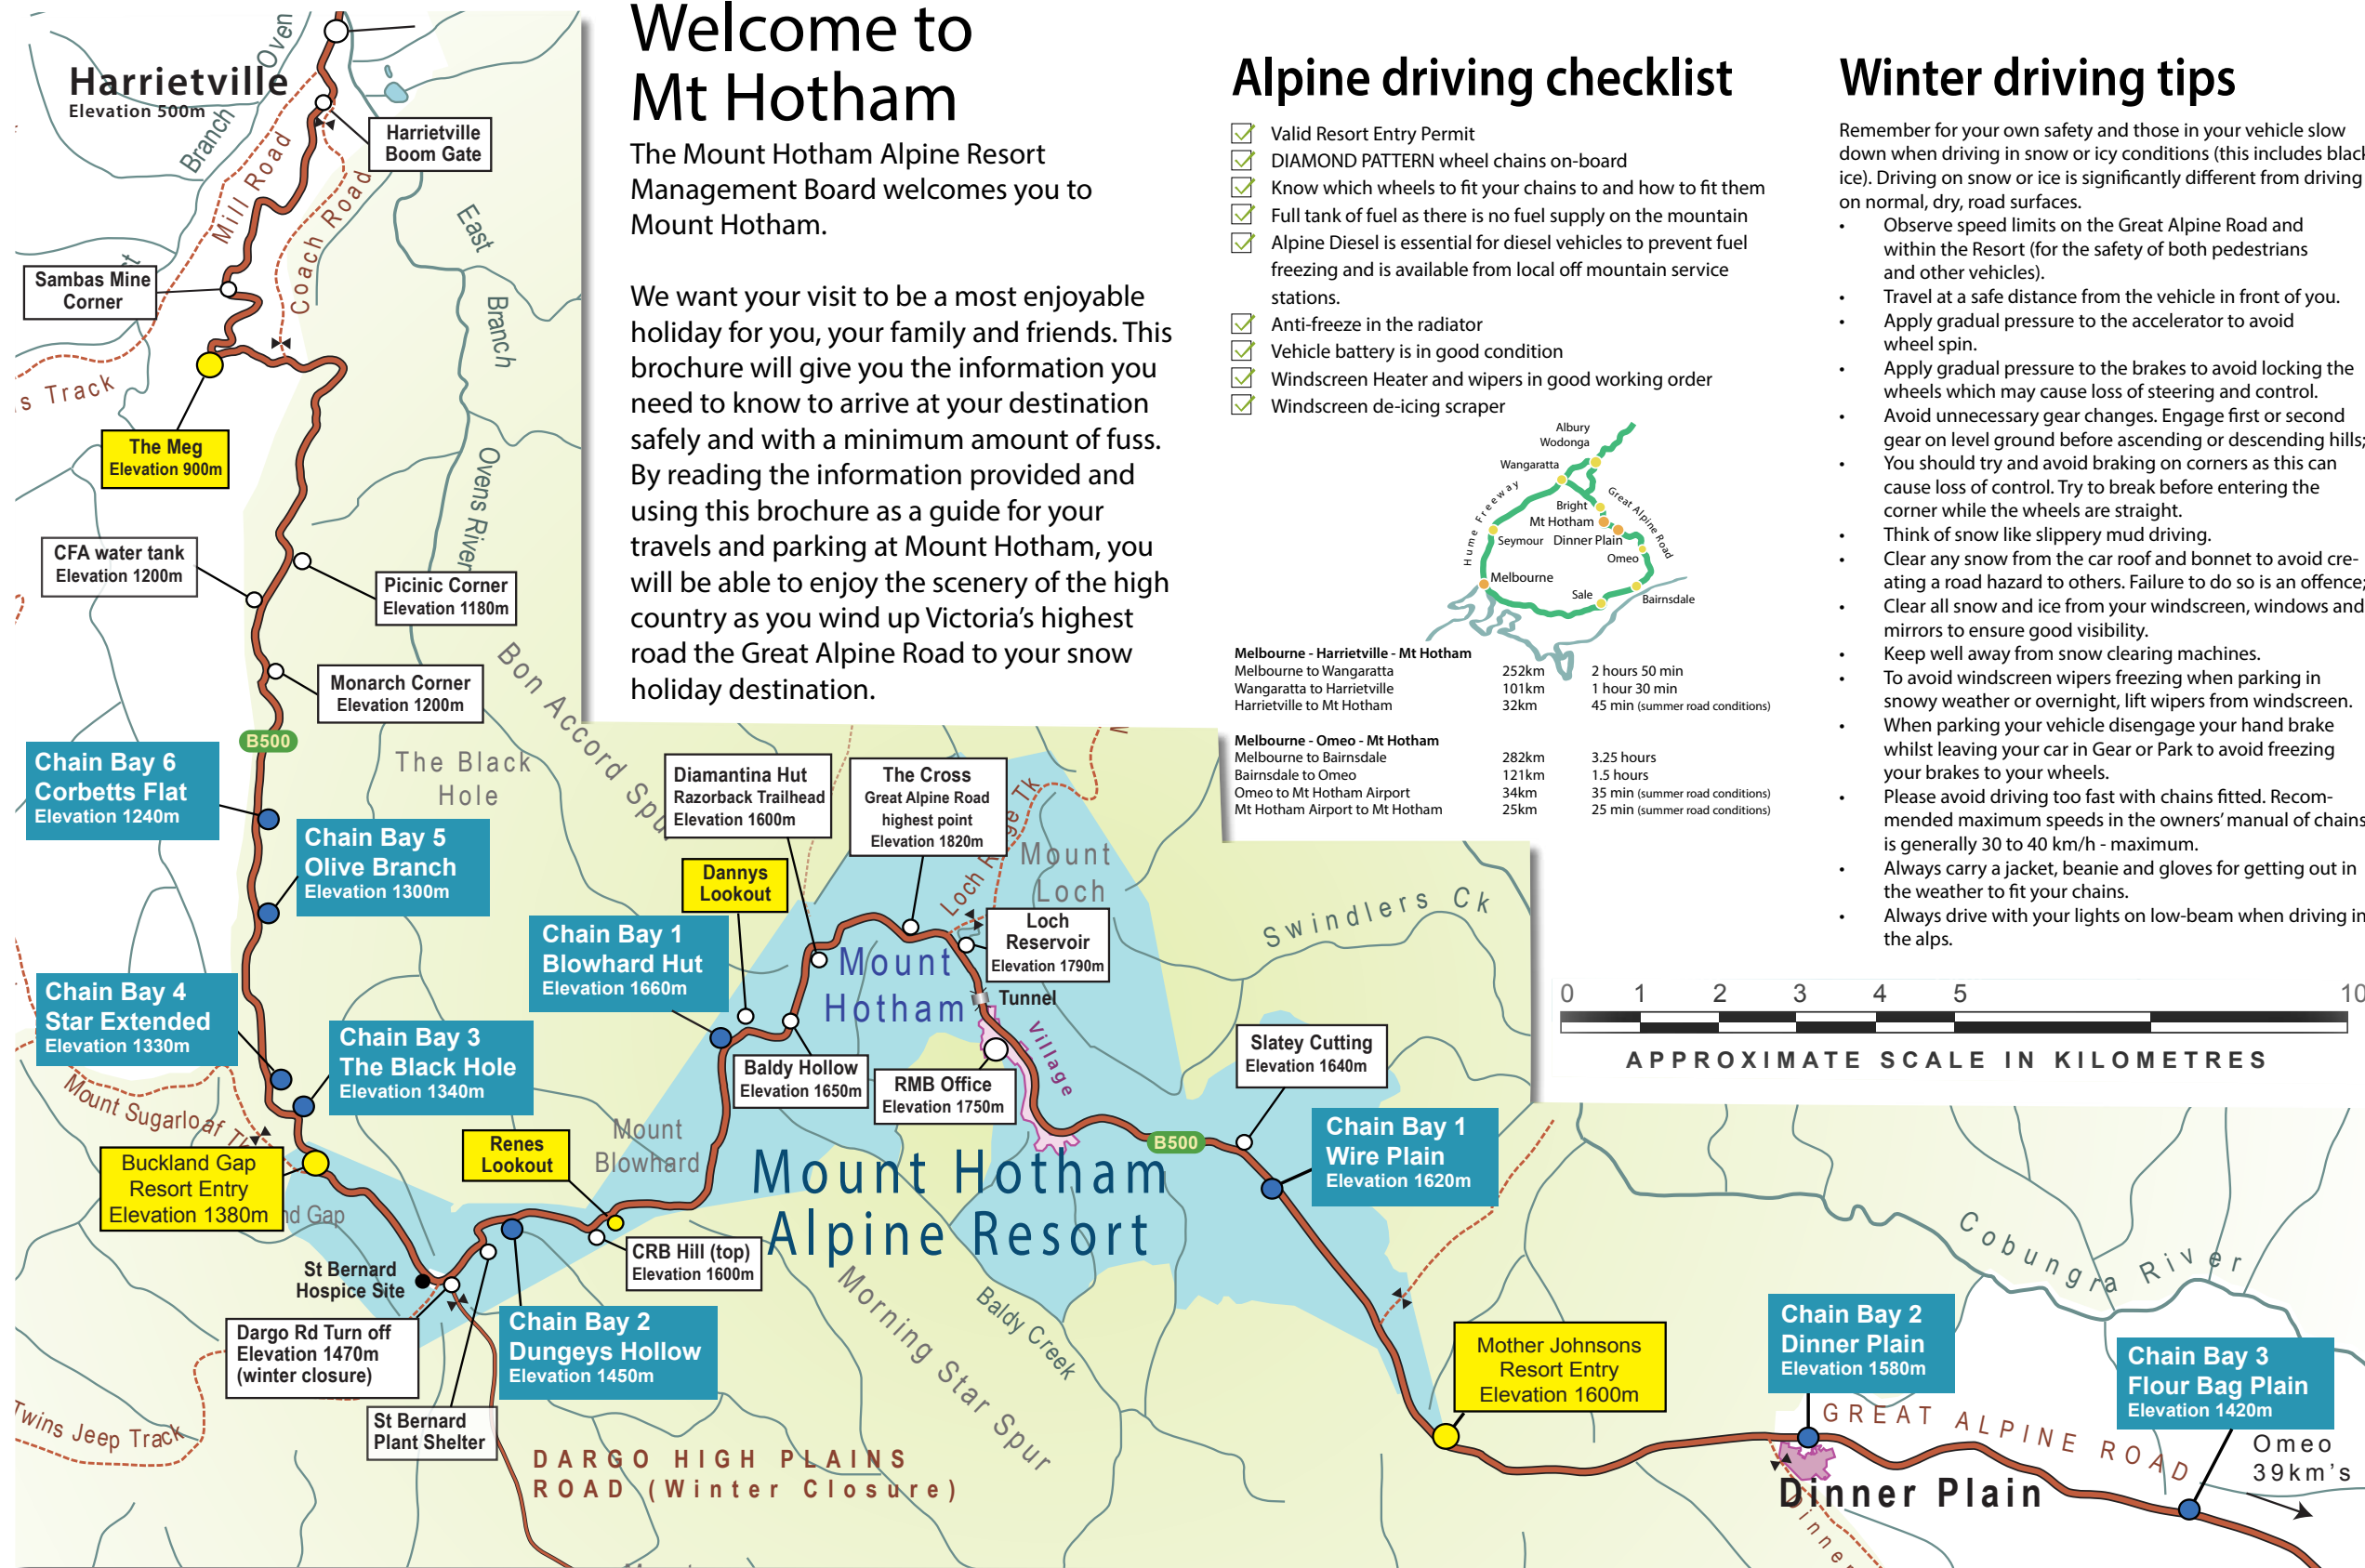 Welcome to
Mt Hotham
The Mount Hotham Alpine Resort
Management Board welcomes you to
Mount Hotham.
We want your visit to be a most enjoyable
holiday for you, your family and friends. This
brochure will give you the information you
need to know to arrive at your destination
safely and with a minimum amount of fuss.
By reading the information provided and
using this brochure as a guide for your
travels and parking at Mount Hotham, you
will be able to enjoy the scenery of the high
country as you wind up Victoria's highest
road the Great Alpine Road to your snow
holiday destination.
Alpine driving checklist
Valid Resort Entry Permit
DIAMOND PATTERN wheel chains on-board
Know which wheels to fit your chains to and how to fit them
Full tank of fuel as there is no fuel supply on the mountain
Alpine Diesel is essential for diesel vehicles to prevent fuel
freezing and is available from local off mountain service
stations.
Anti-freeze in the radiator
Vehicle battery is in good condition
Windscreen Heater and wipers in good working order
Windscreen de-icing scraper
Albury
Wodonga
Wangaratta
Hume Freeway
Great Alpine Road
Bright
Mt Hotham
Seymour
Dinner Plain
Omeo
Melbourne
Sale
Bairnsdale
Melbourne - Harrietville - Mt Hotham
Melbourne to Wangaratta 252km 2 hours 50 min
Wangaratta to Harrietville 101km 1 hour 30 min
Harrietville to Mt Hotham 32km 45 min (summer road conditions)
Melbourne - Omeo - Mt Hotham
Melbourne to Bairnsdale 282km 3.25 hours
Bairnsdale to Omeo 121km 1.5 hours
Omeo to Mt Hotham Airport 34km 35 min (summer road conditions)
Mt Hotham Airport to Mt Hotham 25km 25 min (summer road conditions)
Winter driving tips
Remember for your own safety and those in your vehicle slow
down when driving in snow or icy conditions (this includes black
ice). Driving on snow or ice is significantly different from driving
on normal, dry, road surfaces.
• Observe speed limits on the Great Alpine Road and
within the Resort (for the safety of both pedestrians
and other vehicles).
• Travel at a safe distance from the vehicle in front of you.
• Apply gradual pressure to the accelerator to avoid
wheel spin.
• Apply gradual pressure to the brakes to avoid locking the
wheels which may cause loss of steering and control.
• Avoid unnecessary gear changes. Engage first or second
gear on level ground before ascending or descending hills;
• You should try and avoid braking on corners as this can
cause loss of control. Try to break before entering the
corner while the wheels are straight.
• Think of snow like slippery mud driving.
• Clear any snow from the car roof and bonnet to avoid cre-
ating a road hazard to others. Failure to do so is an offence;
• Clear all snow and ice from your windscreen, windows and
mirrors to ensure good visibility.
• Keep well away from snow clearing machines.
• To avoid windscreen wipers freezing when parking in
snowy weather or overnight, lift wipers from windscreen.
• When parking your vehicle disengage your hand brake
whilst leaving your car in Gear or Park to avoid freezing
your brakes to your wheels.
• Please avoid driving too fast with chains fitted. Recom-
mended maximum speeds in the owners' manual of chains
is generally 30 to 40 km/h - maximum.
• Always carry a jacket, beanie and gloves for getting out in
the weather to fit your chains.
• Always drive with your lights on low-beam when driving in
the alps.
0 1 2 3 4 5 10
APPROXIMATE SCALE IN KILOMETRES
Harrietville
Elevation 500m
Oven
Branch
Harrietville
Boom Gate
Mill Road
Coach Road
East
Branch
Ovens River
Sambas Mine
Corner
s Track
The Meg
Elevation 900m
CFA water tank
Elevation 1200m
Picinic Corner
Elevation 1180m
Monarch Corner
Elevation 1200m
B500
Bon Accord Spu
The Black
Hole
Chain Bay 6
Corbetts Flat
Elevation 1240m
Chain Bay 5
Olive Branch
Elevation 1300m
Chain Bay 4
Star Extended
Elevation 1330m
Chain Bay 3
The Black Hole
Elevation 1340m
Mount Sugarloaf T
Buckland Gap
Resort Entry
Elevation 1380m
nd Gap
St Bernard
Hospice Site
Dargo Rd Turn off
Elevation 1470m
(winter closure)
St Bernard
Plant Shelter
Twins Jeep Track
Chain Bay 2
Dungeys Hollow
Elevation 1450m
DARGO HIGH PLAINS
ROAD (Winter Closure)
Renes
Lookout
CRB Hill (top)
Elevation 1600m
Mount
Blowhard
Chain Bay 1
Blowhard Hut
Elevation 1660m
Dannys
Lookout
Diamantina Hut
Razorback Trailhead
Elevation 1600m
The Cross
Great Alpine Road
highest point
Elevation 1820m
Baldy Hollow
Elevation 1650m
Mount
Hotham
Loch R ge Tk
Mount
Loch
Loch
Reservoir
Elevation 1790m
Tunnel
Village
RMB Office
Elevation 1750m
Mount Hotham
Alpine Resort
Morning Star Spur
Baldy Creek
Swindlers Ck
B500
Slatey Cutting
Elevation 1640m
Chain Bay 1
Wire Plain
Elevation 1620m
Mother Johnsons
Resort Entry
Elevation 1600m
Cobungra River
Chain Bay 2
Dinner Plain
Elevation 1580m
Chain Bay 3
Flour Bag Plain
Elevation 1420m
GREAT ALPINE ROAD
Omeo
39km's
Dinner Plain
Dinner